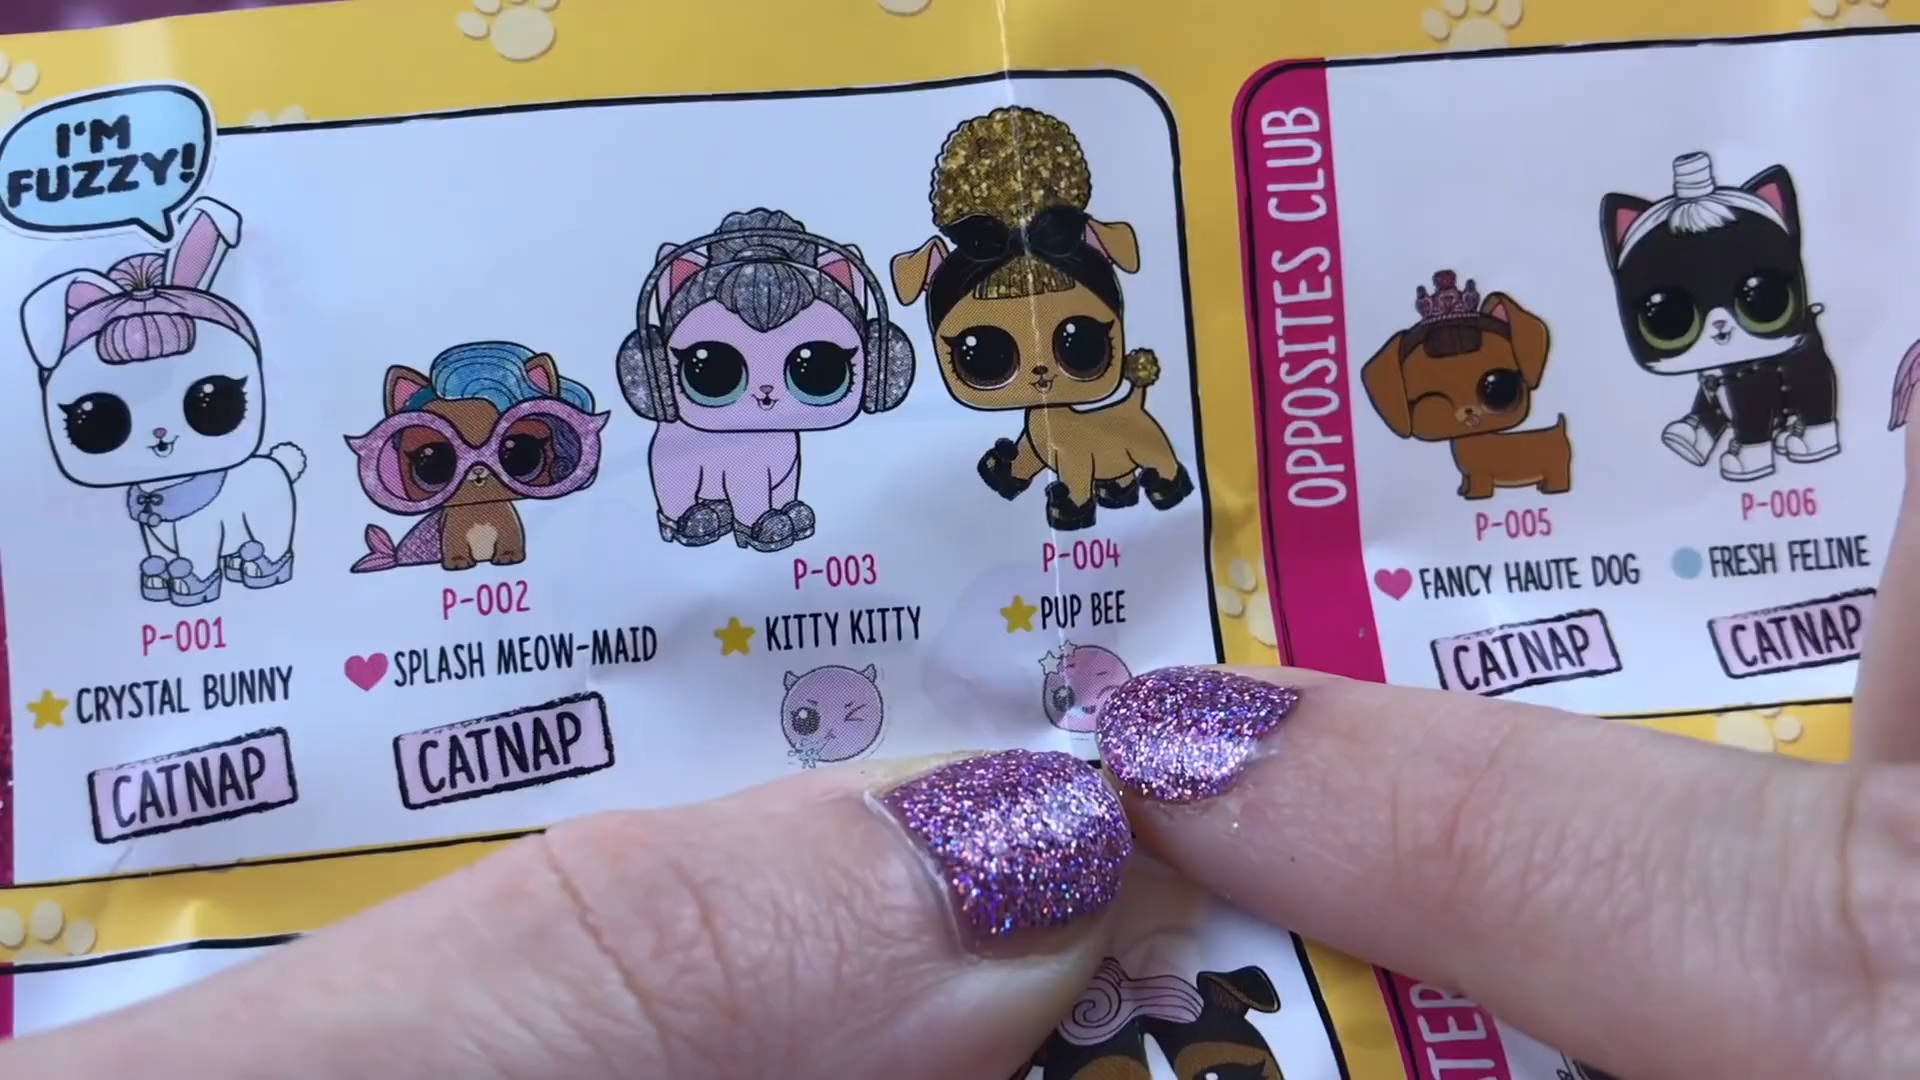 I'M
FUZZY!
P-001
CRYSTAL BUNNY
CATNAP
P-002
SPLASH MEOW-MAID
CATNAP
P-003
KITTY KITTY
P-004
PUP BEE
OPPOSITES CLUB
P-005
FANCY HAUTE DOG
CATNAP
P-006
FRESH FELINE
CATNAP